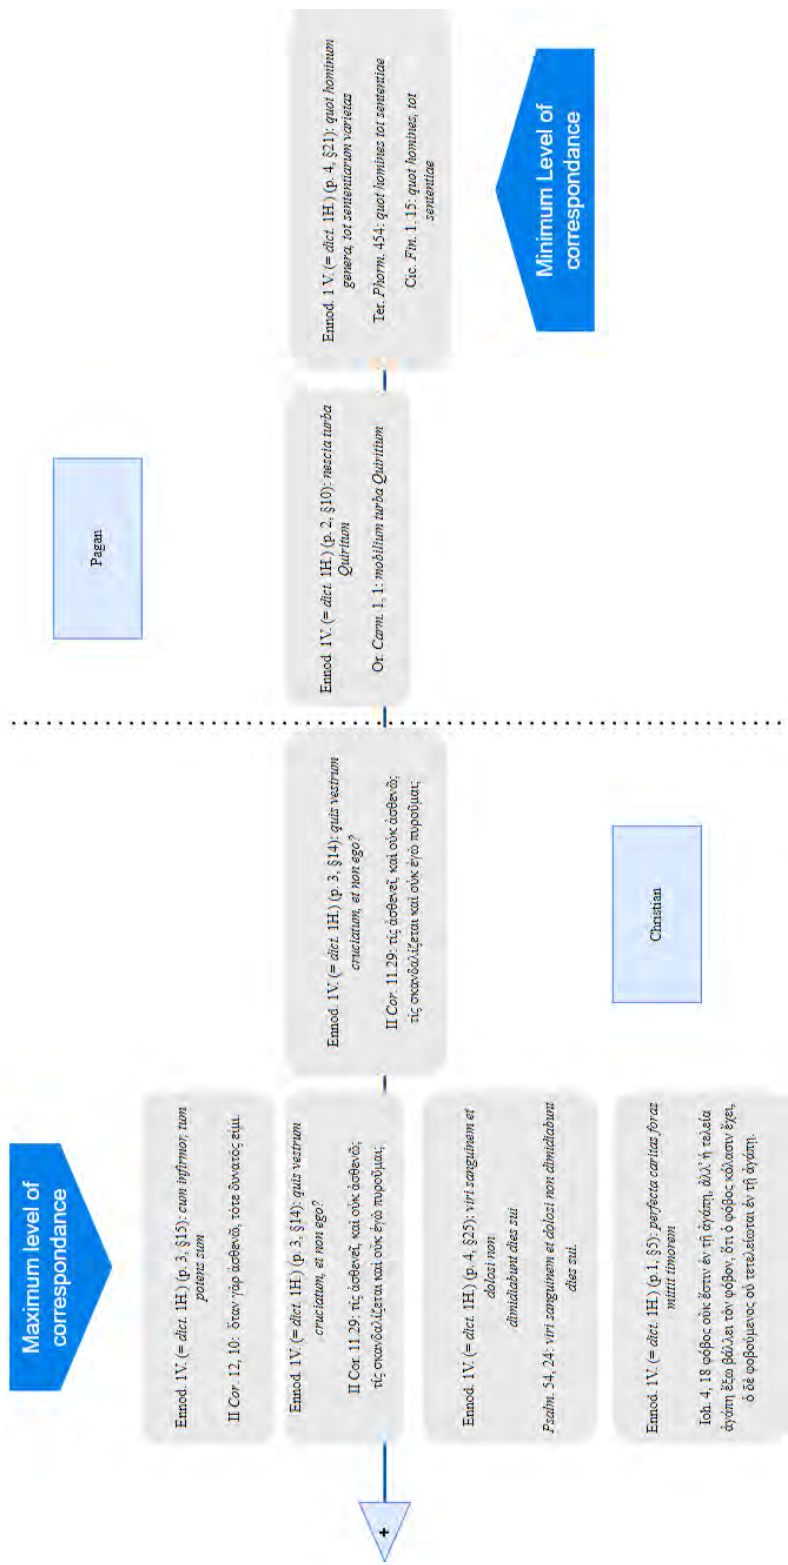 Maximum level of
correspondance
Pagan
Ennod. 1V. (= dict. 1H.) (p. 3, §15): cum infirmor, tum
potens sum
II Cor. 12, 10: ὅταν γὰρ ἀσθενῶ, τότε δυνατός εἰμι.
Ennod. 1V. (= dict. 1H.) (p. 3, §14): quis vestrum
cruciatum, et non ego?
II Cor. 11.29: τίς ἀσθενεῖ, καὶ οὐκ ἀσθενῶ;
τίς σκανδαλίζεται καὶ οὐκ ἐγὼ πυροῦμαι;
Ennod. 1V. (= dict. 1H.) (p. 4, §25): viri sanguinem et
dolosi non
dimidiabunt dies sui
Psalm. 54, 24: viri sanguinem et dolosi non dimidiabunt
dies sui.
Ennod. 1V. (= dict. 1H.) (p.1, §5): perfecta caritas foras
mittit timorem
Ioh. 4, 18 φόβος οὐκ ἔστιν ἐν τῇ ἀγάπῃ, ἀλλ' ἡ τελεία
ἀγάπη ἔξω βάλλει τὸν φόβον, ὅτι ὁ φόβος κόλασιν ἔχει,
ὁ δὲ φοβούμενος οὐ τετελείωται ἐν τῇ ἀγάπῃ.
+
Ennod. 1V. (= dict. 1H.) (p. 3, §14): quis vestrum
cruciatum, et non ego?
II Cor. 11.29: τίς ἀσθενεῖ, καὶ οὐκ ἀσθενῶ;
τίς σκανδαλίζεται καὶ οὐκ ἐγὼ πυροῦμαι;
Ennod. 1V. (= dict. 1H.) (p. 2, §10): nescia turba
Quiritum
Or. Carm. 1, 1: mobilium turba Quiritium
Ennod. 1 V. (= dict. 1H.) (p. 4, §21): quot hominum
genera, tot sententiarum varietas
Ter. Phorm. 454: quot homines tot sententiae
Cic. Fin. 1.15: quot homines, tot
sententiae
Minimum Level of
correspondance
Christian